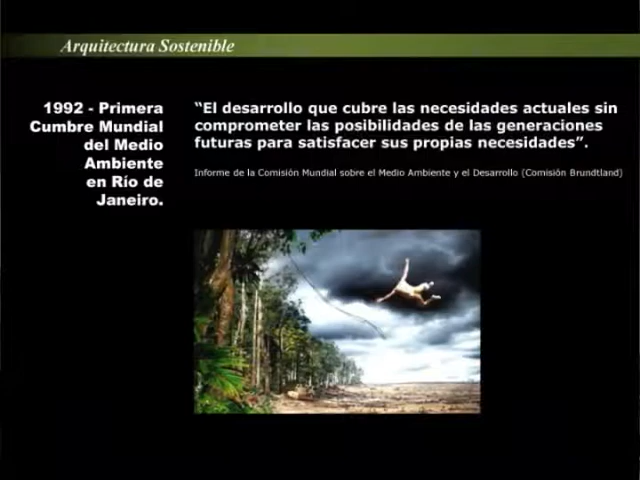 Arquitectura Sostenible
1992 - Primera
Cumbre Mundial
del Medio
Ambiente
en Río de
Janeiro.
“El desarrollo que cubre las necesidades actuales sin
comprometer las posibilidades de las generaciones
futuras para satisfacer sus propias necesidades”.
Informe de la Comisión Mundial sobre el Medio Ambiente y el Desarrollo (Comisión Brundtland)